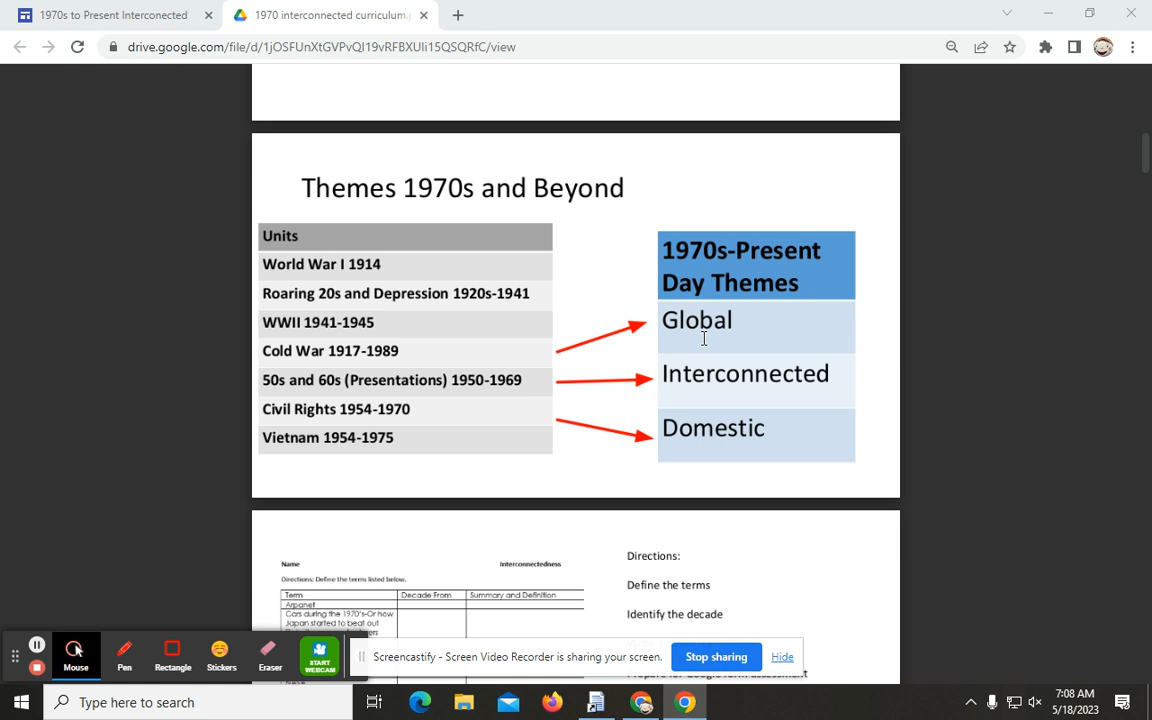 1970s to Present Interconnected
1970 interconnected curriculum.
drive.google.com/file/d/1jOSFUnXtGVPvQI19vRFBXUIi15QSQRfC/view
Themes 1970s and Beyond
Units
World War I 1914
Roaring 20s and Depression 1920s-1941
WWII 1941-1945
Cold War 1917-1989
50s and 60s (Presentations) 1950-1969
Civil Rights 1954-1970
Vietnam 1954-1975
1970s-Present
Day Themes
Global
Interconnected
Domestic
Name Interconnectedness
Directions: Define the terms listed below.
Term Decade From Summary and Definition
Arpanet
Cars during the 1970's-Or how
Japan started to beat out
Directions:
Define the terms
Identify the decade
Mouse
Pen
Rectangle
Stickers
Eraser
START
WEBCAM
Screencastify - Screen Video Recorder is sharing your screen.
Stop sharing
Hide
Type here to search
7:08 AM
5/18/2023